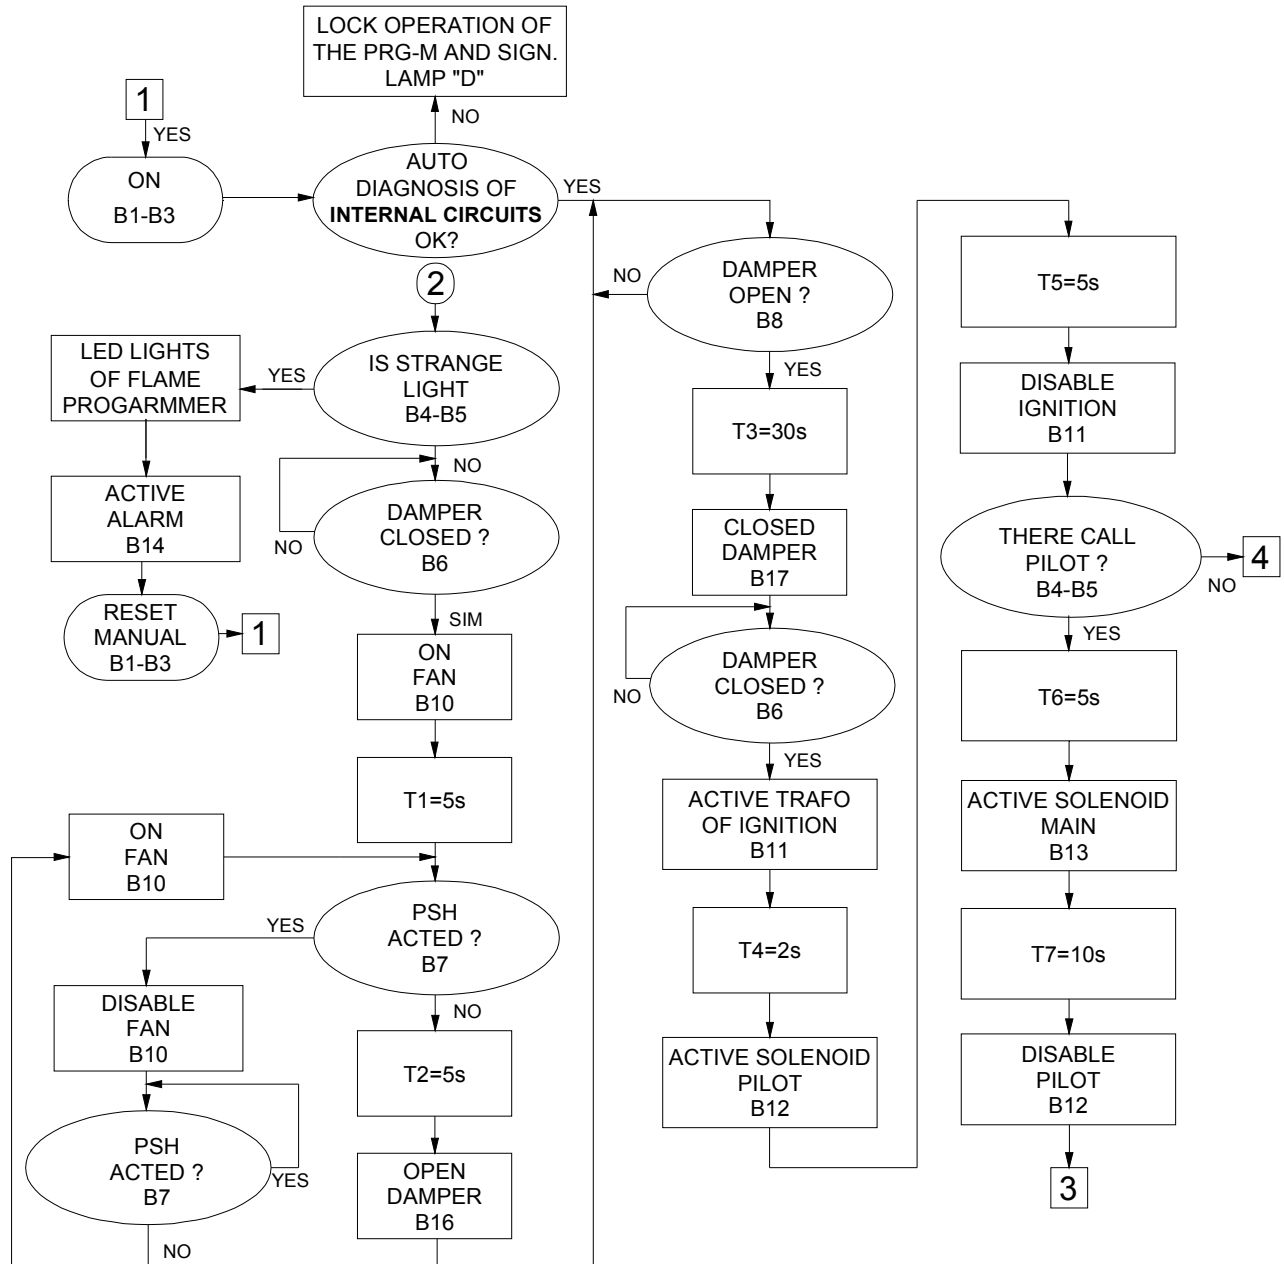 LOCK OPERATION OF
THE PRG-M AND SIGN.
LAMP "D"
1
YES
NO
ON
B1-B3
AUTO
DIAGNOSIS OF
INTERNAL CIRCUITS
OK?
YES
2
IS STRANGE
LIGHT
B4-B5
YES
LED LIGHTS
OF FLAME
PROGARMMER
ACTIVE
ALARM
B14
RESET
MANUAL
B1-B3
1
NO
DAMPER
CLOSED ?
B6
NO
SIM
ON
FAN
B10
T1=5s
ON
FAN
B10
PSH
ACTED ?
B7
YES
NO
DISABLE
FAN
B10
PSH
ACTED ?
B7
YES
NO
T2=5s
OPEN
DAMPER
B16
DAMPER
OPEN ?
B8
NO
YES
T3=30s
CLOSED
DAMPER
B17
DAMPER
CLOSED ?
B6
NO
YES
ACTIVE TRAFO
OF IGNITION
B11
T4=2s
ACTIVE SOLENOID
PILOT
B12
T5=5s
DISABLE
IGNITION
B11
THERE CALL
PILOT ?
B4-B5
NO
4
YES
T6=5s
ACTIVE SOLENOID
MAIN
B13
T7=10s
DISABLE
PILOT
B12
3